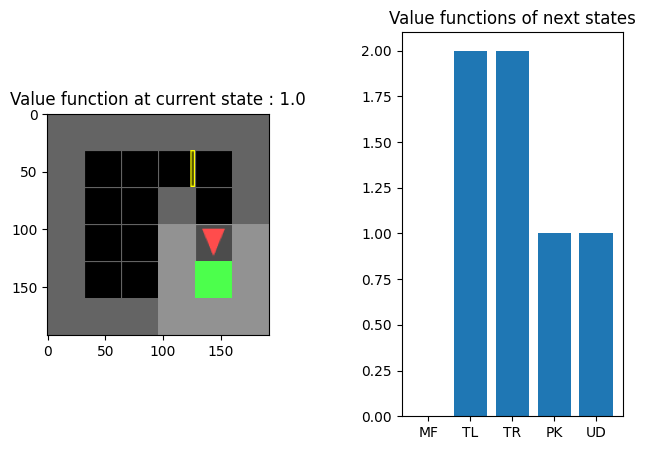 Value functions of next states
Value function at current state : 1.0
0
50
100
150
0
50
100
150
2.00
1.75
1.50
1.25
1.00
0.75
0.50
0.25
0.00
MF
TL
TR
PK
UD